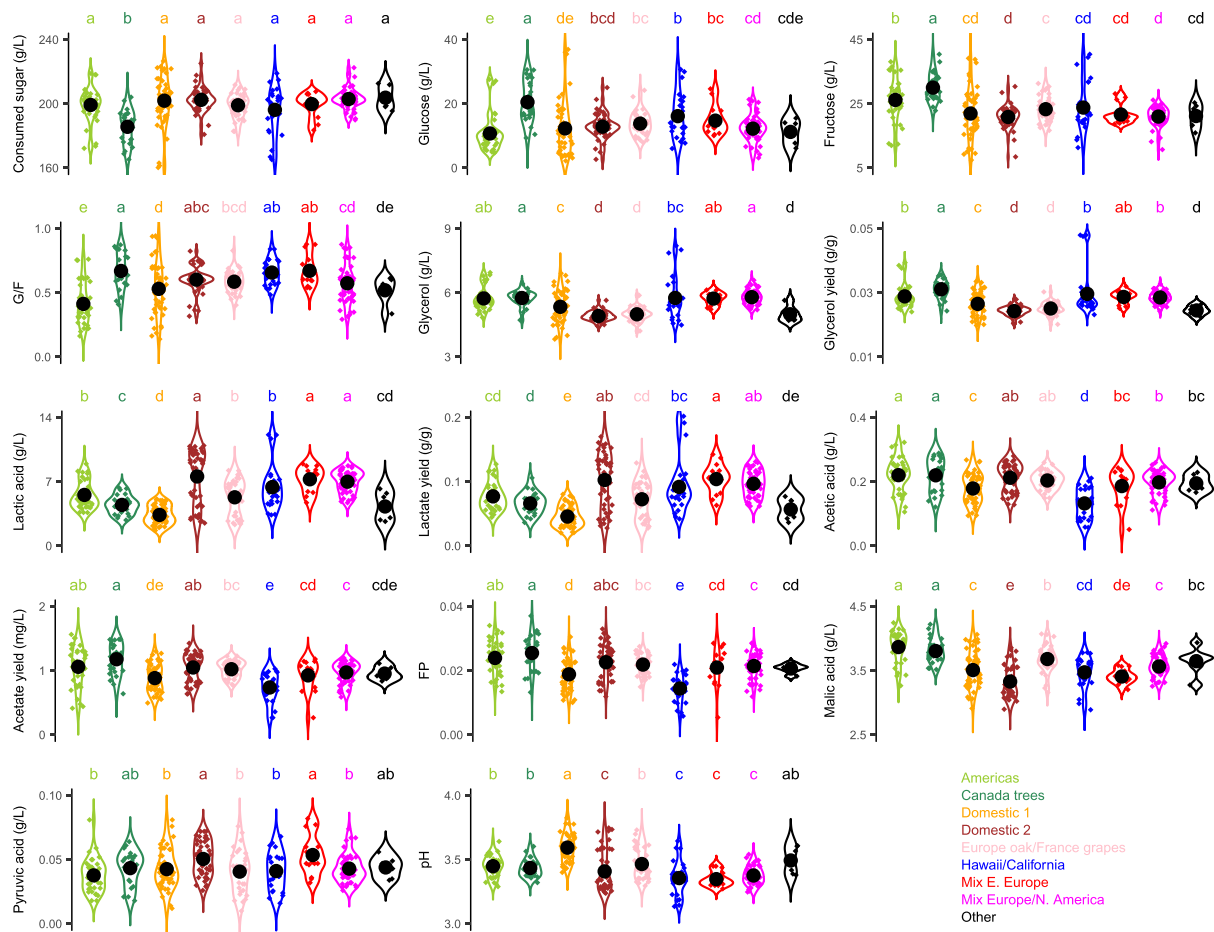 a b a a a a a a a
Consumed sugar (g/L)
240
200
160
e a de bcd bc b bc cd cde
Glucose (g/L)
40
20
0
b a cd d c cd cd d cd
Fructose (g/L)
45
25
5
e a d abc bcd ab ab cd de
G/F
1.0
0.5
0.0
ab a c d d bc ab a d
Glycerol (g/L)
9
6
3
b a c d d b ab b d
Glycerol yield (g/g)
0.05
0.03
0.01
b c d a b b a a cd
Lactic acid (g/L)
14
7
0
cd d e ab cd bc a ab de
Lactate yield (g/g)
0.2
0.1
0.0
a a c ab ab d bc b bc
Acetic acid (g/L)
0.4
0.2
0.0
ab a de ab bc e cd c cde
Acetate yield (mg/L)
2
1
0
ab a d abc bc e cd c cd
FP
0.04
0.02
0.00
a a c e b cd de c bc
Malic acid (g/L)
4.5
3.5
2.5
b ab b a b b a b ab
Pyruvic acid (g/L)
0.10
0.05
0.00
b b a c b c c c ab
pH
4.0
3.5
3.0
Americas
Canada trees
Domestic 1
Domestic 2
Europe oak/France grapes
Hawaii/California
Mix E. Europe
Mix Europe/N. America
Other